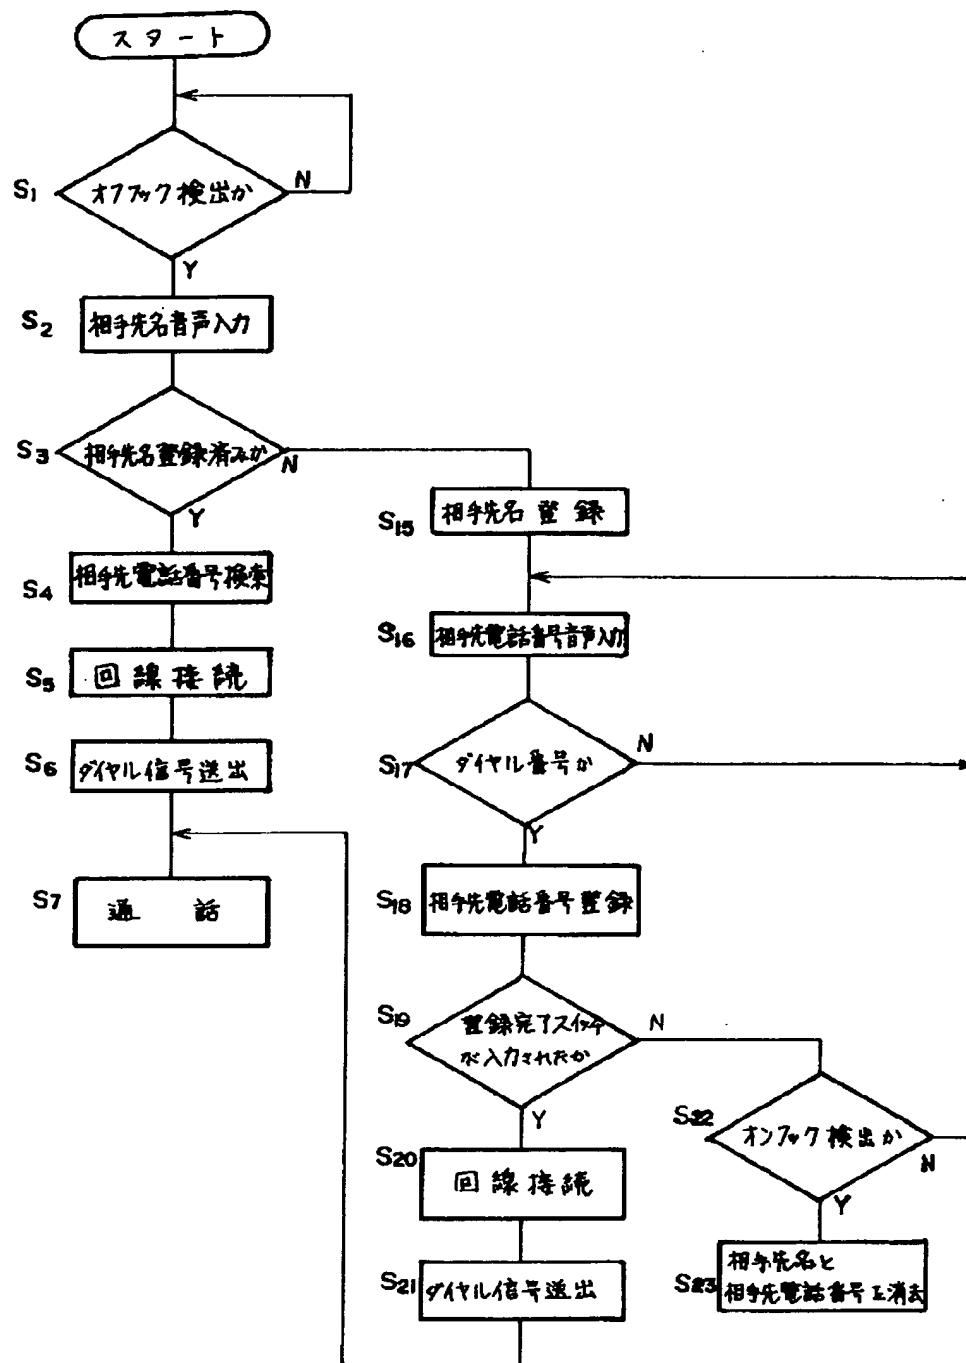 スタート
S1
オフフック検出か
N
Y
S2
相手先名音声入力
S3
相手先名登録済みか
N
Y
S4
相手先電話番号検索
S5
回線接続
S6
ダイヤル信号送出
S7
通話
S15
相手先名登録
S16
相手先電話番号音声入力
S17
ダイヤル番号か
N
Y
S18
相手先電話番号登録
S19
登録完了スイッチ
が入力されたか
N
Y
S20
回線接続
S21
ダイヤル信号送出
S22
オンフック検出か
N
Y
S23
相手先名と
相手先電話番号を消去